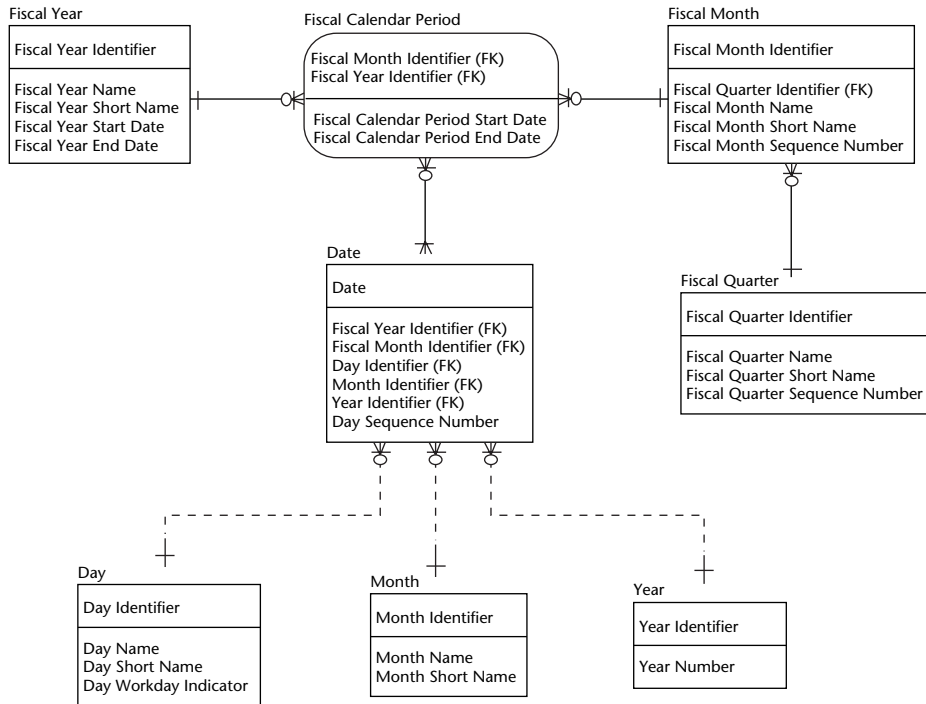 Fiscal Year
Fiscal Year Identifier
Fiscal Year Name
Fiscal Year Short Name
Fiscal Year Start Date
Fiscal Year End Date
Fiscal Calendar Period
Fiscal Month Identifier (FK)
Fiscal Year Identifier (FK)
Fiscal Calendar Period Start Date
Fiscal Calendar Period End Date
Fiscal Month
Fiscal Month Identifier
Fiscal Quarter Identifier (FK)
Fiscal Month Name
Fiscal Month Short Name
Fiscal Month Sequence Number
Date
Date
Fiscal Year Identifier (FK)
Fiscal Month Identifier (FK)
Day Identifier (FK)
Month Identifier (FK)
Year Identifier (FK)
Day Sequence Number
Fiscal Quarter
Fiscal Quarter Identifier
Fiscal Quarter Name
Fiscal Quarter Short Name
Fiscal Quarter Sequence Number
Day
Day Identifier
Day Name
Day Short Name
Day Workday Indicator
Month
Month Identifier
Month Name
Month Short Name
Year
Year Identifier
Year Number